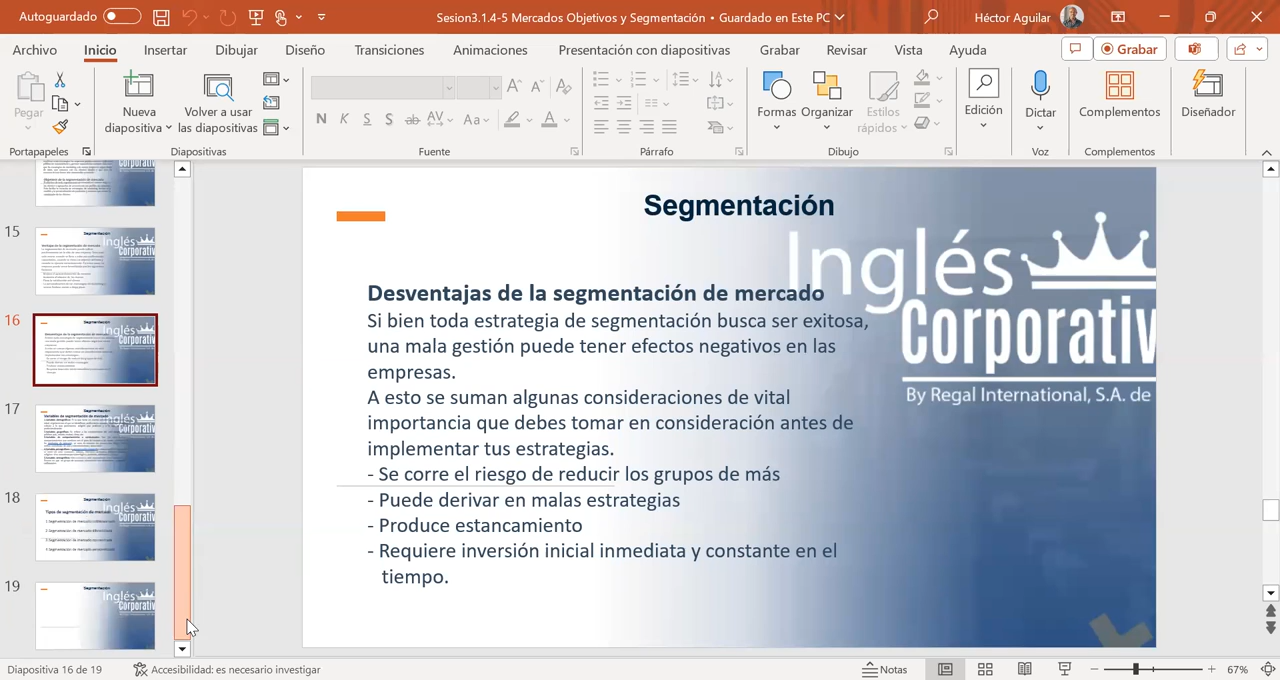 Autoguardado
Sesion3.1.4-5 Mercados Objetivos y Segmentación • Guardado en Este PC
Héctor Aguilar
Archivo Inicio Insertar Dibujar Diseño Transiciones Animaciones Presentación con diapositivas Grabar Revisar Vista Ayuda
Grabar
Pegar
Nueva diapositiva
Volver a usar las diapositivas
N K S S ab AV Aa A
Formas
Organizar
Estilos rápidos
Edición
Dictar
Complementos
Diseñador
Portapapeles Diapositivas Fuente Párrafo Dibujo Voz Complementos
15
16
17
18
19
Segmentación
Inglés
Corporativ
By Regal International, S.A. de
Desventajas de la segmentación de mercado
Si bien toda estrategia de segmentación busca ser exitosa,
una mala gestión puede tener efectos negativos en las
empresas.
A esto se suman algunas consideraciones de vital
importancia que debes tomar en consideración antes de
implementar tus estrategias.
- Se corre el riesgo de reducir los grupos de más
- Puede derivar en malas estrategias
- Produce estancamiento
- Requiere inversión inicial inmediata y constante en el
tiempo.
Diapositiva 16 de 19
Accesibilidad: es necesario investigar
Notas
67%